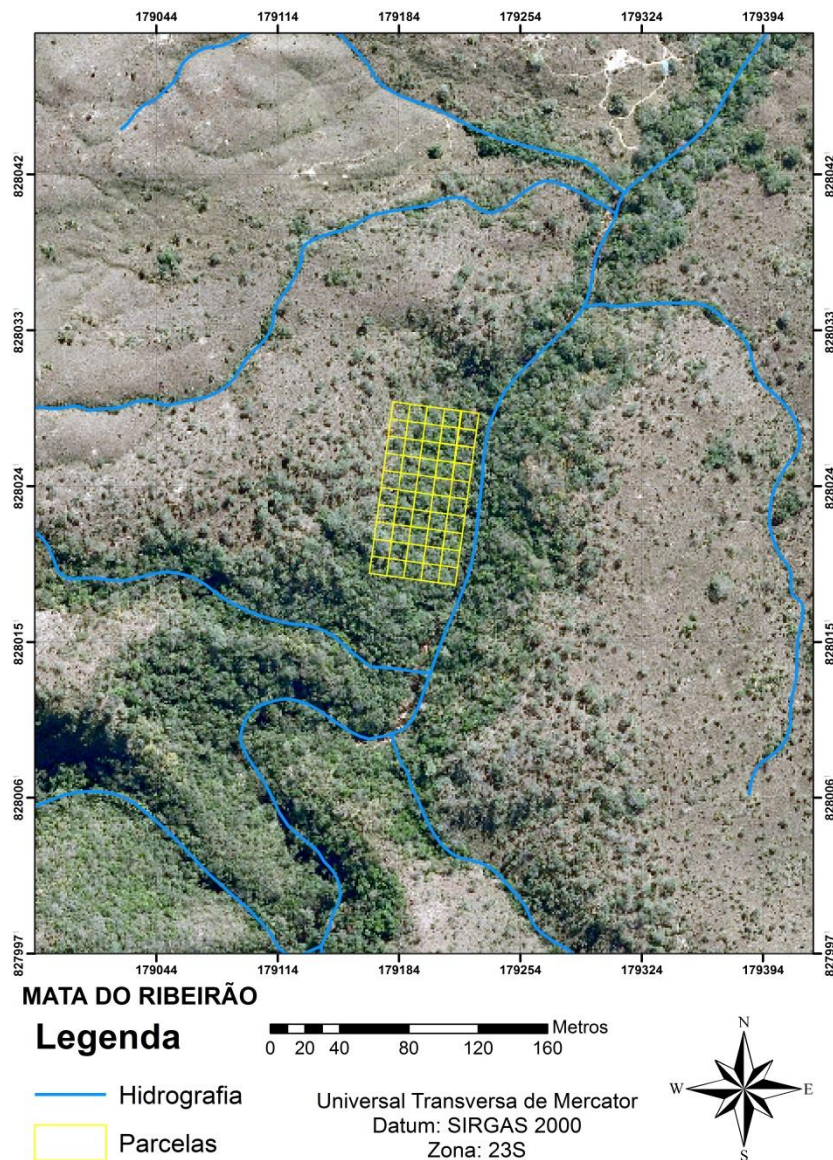 179044 179114 179184 179254 179324 179394
828042 828042
828033 828033
828024 828024
828015 828015
828006 828006
827997 827997
179044 179114 179184 179254 179324 179394
MATA DO RIBEIRÃO
Legenda
Metros
0 20 40 80 120 160
Hidrografia
Parcelas
Universal Transversa de Mercator
Datum: SIRGAS 2000
Zona: 23S
N
W E
S